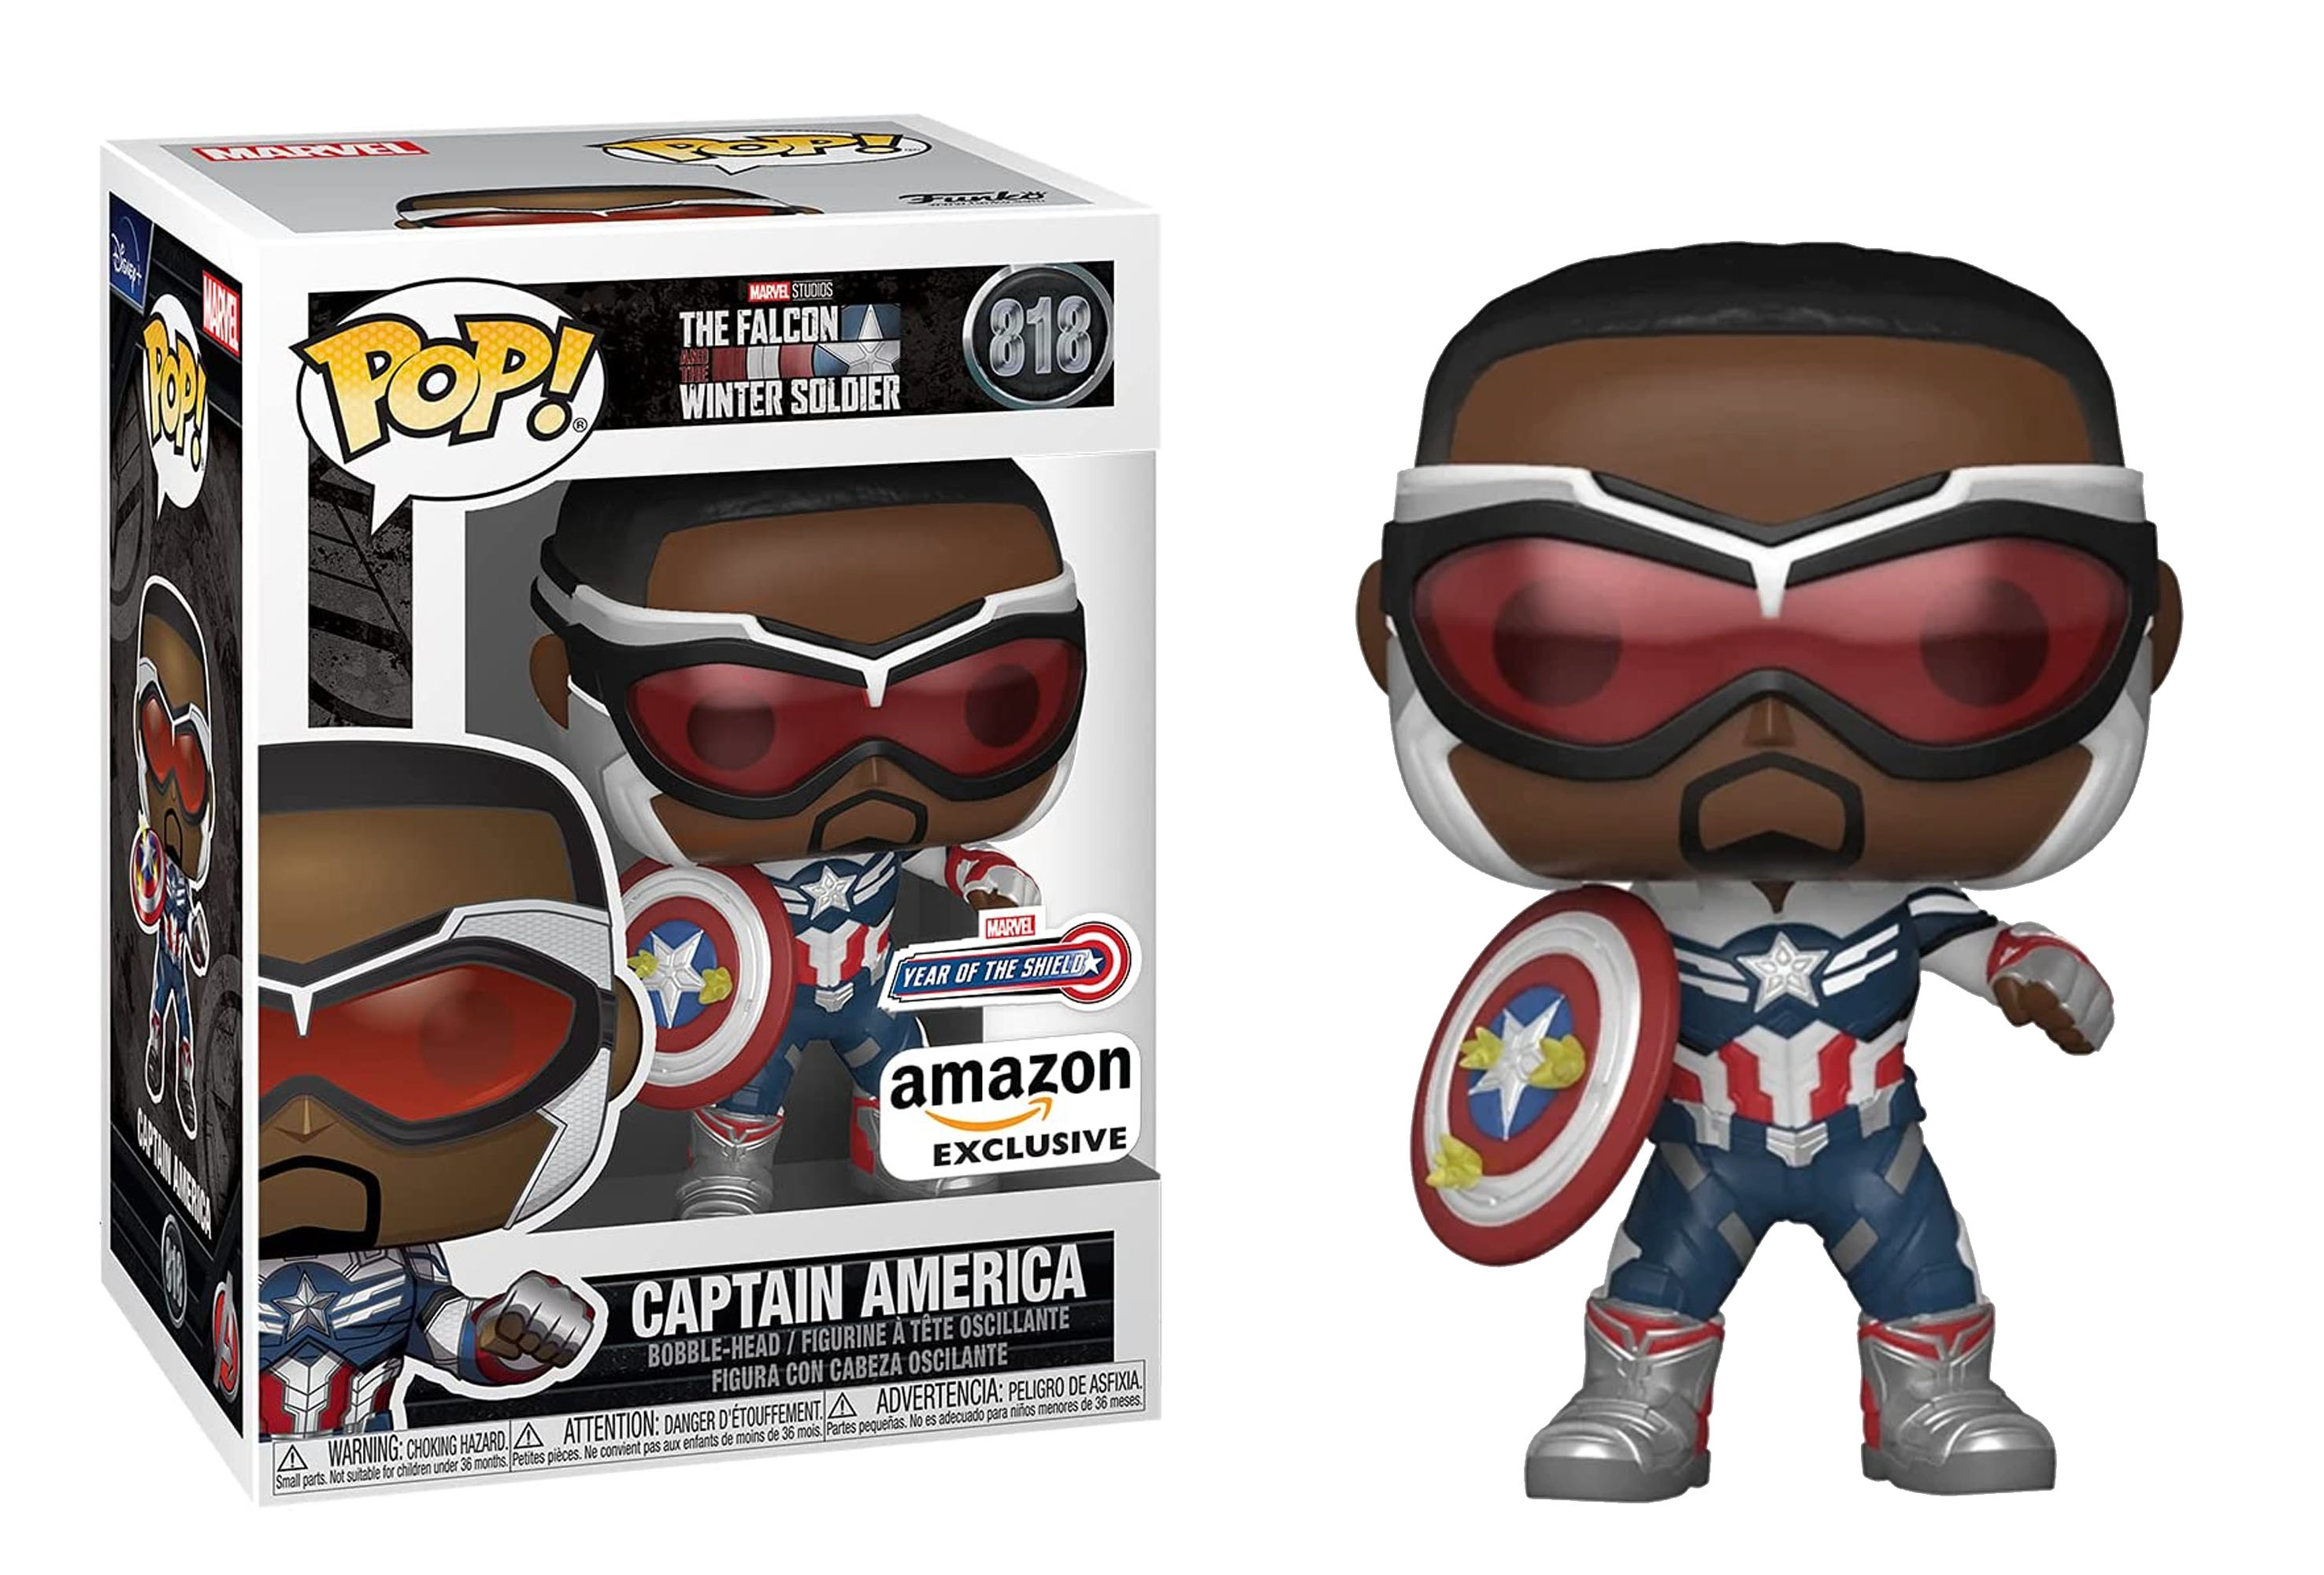 MARVEL
POP!
Funko
Disney+
MARVEL
POP!
CAPTAIN AMERICA
818
POP!®
MARVEL STUDIOS
THE FALCON
AND
THE
WINTER SOLDIER
818
MARVEL
YEAR OF THE SHIELD
amazon
EXCLUSIVE
CAPTAIN AMERICA
BOBBLE-HEAD / FIGURINE À TÊTE OSCILLANTE
FIGURA CON CABEZA OSCILANTE
WARNING: CHOKING HAZARD.
Small parts. Not suitable for children under 36 months.
ATTENTION: DANGER D'ÉTOUFFEMENT.
Petites pièces. Ne convient pas aux enfants de moins de 36 mois.
ADVERTENCIA: PELIGRO DE ASFIXIA.
Partes pequeñas. No es adecuado para niños menores de 36 meses.